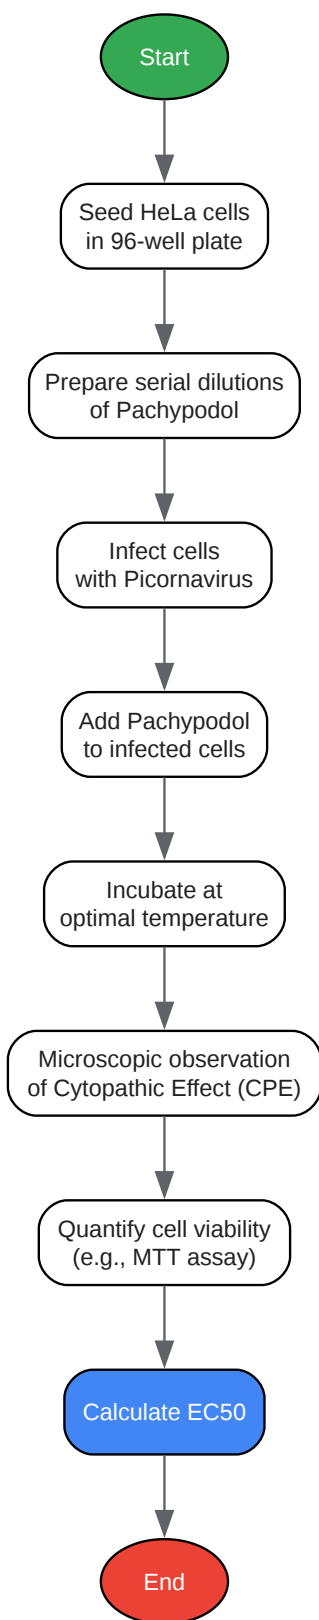 Start
Seed HeLa cells
in 96-well plate
Prepare serial dilutions
of Pachypodol
Infect cells
with Picornavirus
Add Pachypodol
to infected cells
Incubate at
optimal temperature
Microscopic observation
of Cytopathic Effect (CPE)
Quantify cell viability
(e.g., MTT assay)
Calculate EC50
End